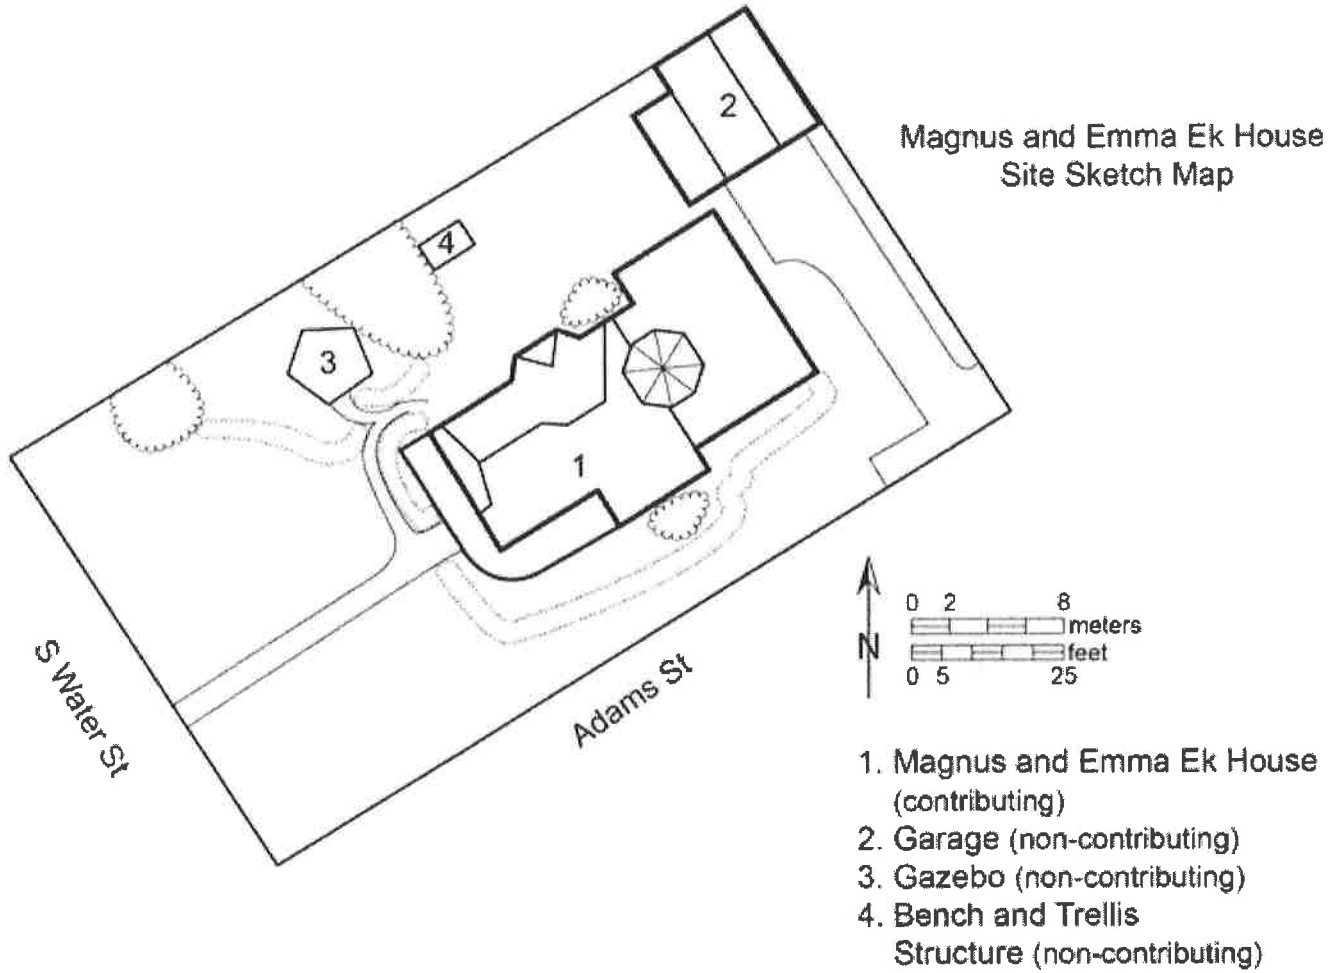 Magnus and Emma Ek House
Site Sketch Map
2
4
3
1
S Water St
Adams St
N
0 2 8
meters
feet
0 5 25
1. Magnus and Emma Ek House
(contributing)
2. Garage (non-contributing)
3. Gazebo (non-contributing)
4. Bench and Trellis
Structure (non-contributing)